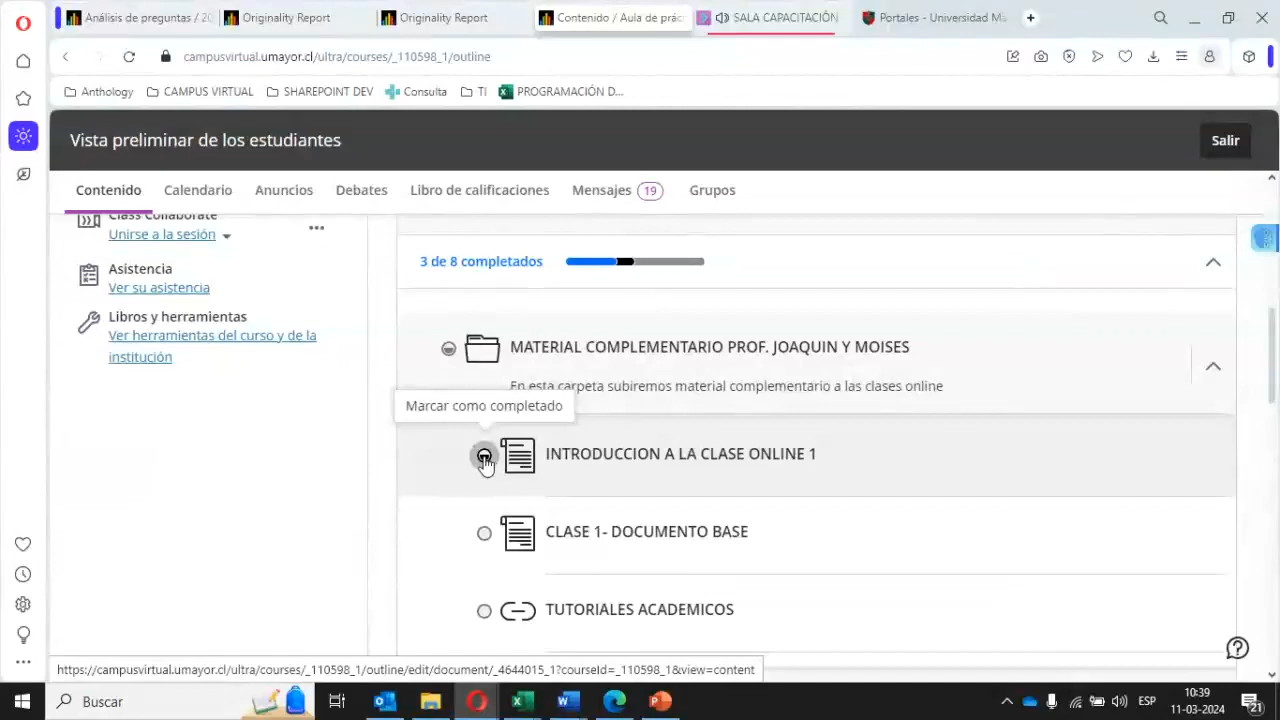 Análisis de preguntas / 20
Originality Report
Originality Report
Contenido / Aula de prác
SALA CAPACITACIÓN
Portales - Universidad Ma
campusvirtual.umayor.cl/ultra/courses/_110598_1/outline
Anthology
CAMPUS VIRTUAL
SHAREPOINT DEV
Consulta
TI
PROGRAMACIÓN D...
Vista preliminar de los estudiantes
Salir
Contenido
Calendario
Anuncios
Debates
Libro de calificaciones
Mensajes 19
Grupos
Class Collaborate
Unirse a la sesión
Asistencia
Ver su asistencia
Libros y herramientas
Ver herramientas del curso y de la
institución
3 de 8 completados
MATERIAL COMPLEMENTARIO PROF. JOAQUIN Y MOISES
En esta carpeta subiremos material complementario a las clases online
Marcar como completado
INTRODUCCION A LA CLASE ONLINE 1
CLASE 1- DOCUMENTO BASE
TUTORIALES ACADEMICOS
https://campusvirtual.umayor.cl/ultra/courses/_110598_1/outline/edit/document/_4644015_1?courseId=_110598_1&view=content
Buscar
ESP
10:39
11-03-2024
21